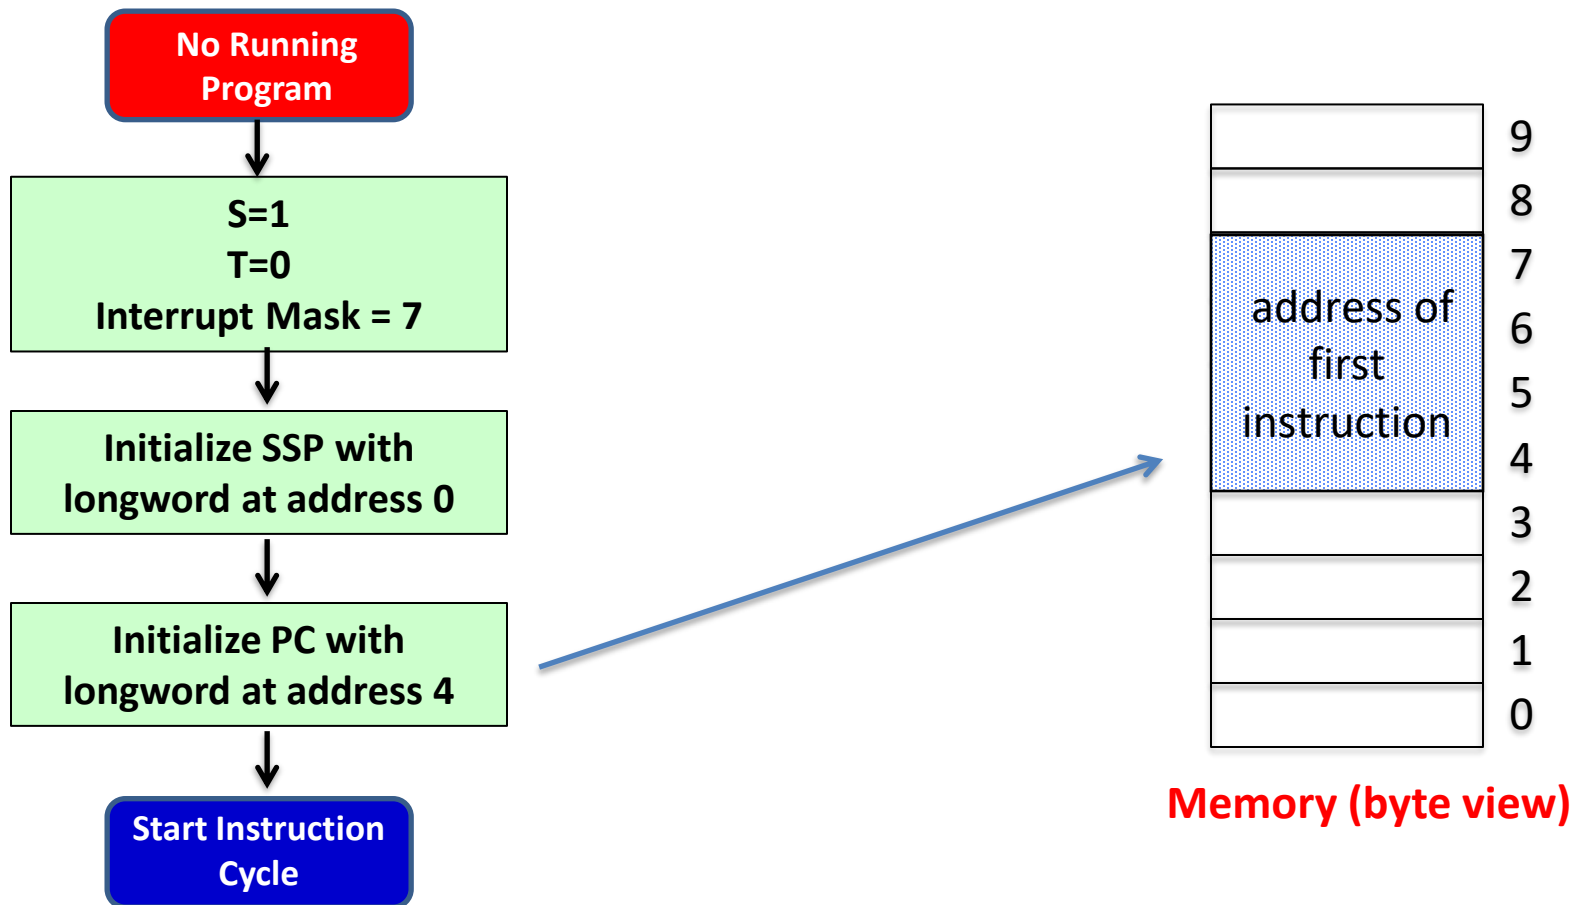 No Running
Program
S=1
T=0
Interrupt Mask = 7
Initialize SSP with
longword at address 0
Initialize PC with
longword at address 4
Start Instruction
Cycle
9
8
7
6
5
4
3
2
1
0
address of
first
instruction
Memory (byte view)